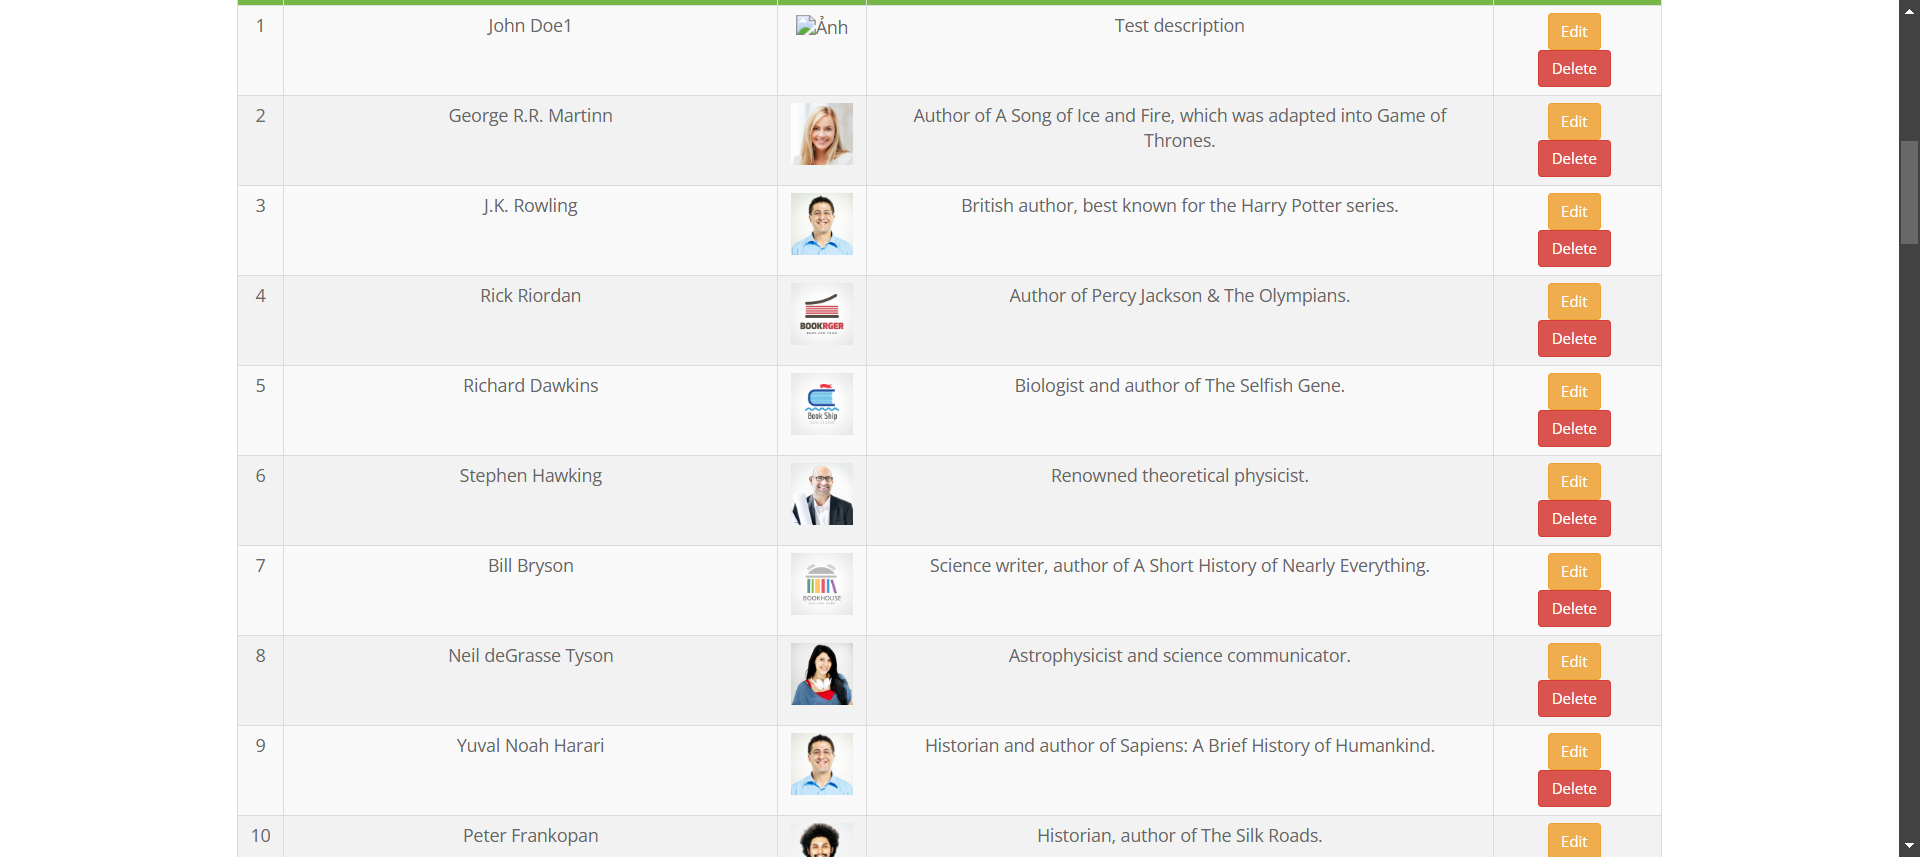 1 John Doe1 Ảnh Test description Edit
Delete
2 George R.R. Martinn Author of A Song of Ice and Fire, which was adapted into Game of Edit
Thrones.
Delete
3 J.K. Rowling British author, best known for the Harry Potter series. Edit
Delete
4 Rick Riordan Author of Percy Jackson & The Olympians. Edit
BOOKRGER
Delete
5 Richard Dawkins Biologist and author of The Selfish Gene. Edit
Book Ship
Delete
6 Stephen Hawking Renowned theoretical physicist. Edit
Delete
7 Bill Bryson Science writer, author of A Short History of Nearly Everything. Edit
BOOKHOUSE
Delete
8 Neil deGrasse Tyson Astrophysicist and science communicator. Edit
Delete
9 Yuval Noah Harari Historian and author of Sapiens: A Brief History of Humankind. Edit
Delete
10 Peter Frankopan Historian, author of The Silk Roads. Edit